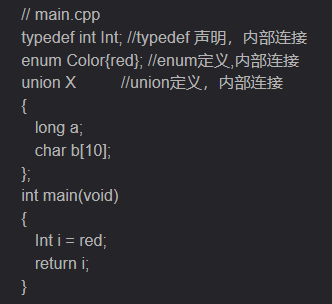 // main.cpp
typedef int Int; //typedef 声明，内部连接
enum Color{red}; //enum定义,内部连接
union X //union定义，内部连接
{
long a;
char b[10];
};
int main(void)
{
Int i = red;
return i;
}